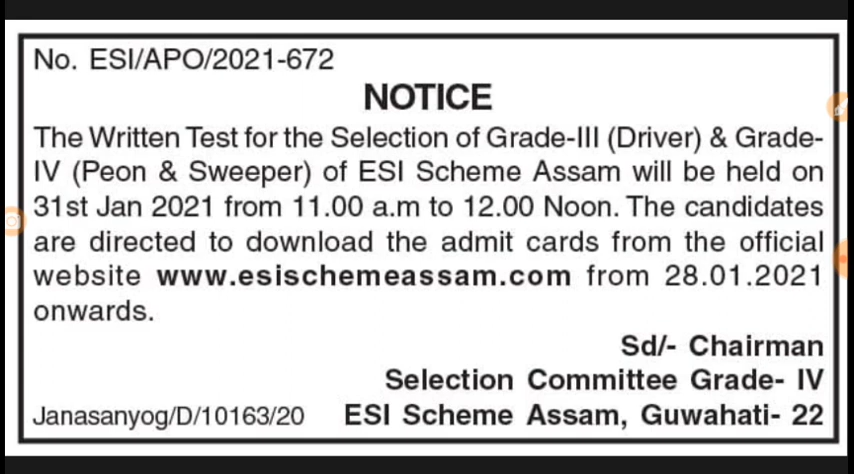 No. ESI/APO/2021-672
NOTICE
The Written Test for the Selection of Grade-III (Driver) & Grade-
IV (Peon & Sweeper) of ESI Scheme Assam will be held on
31st Jan 2021 from 11.00 a.m to 12.00 Noon. The candidates
are directed to download the admit cards from the official
website www.esischemeassam.com from 28.01.2021
onwards.
Sd/- Chairman
Selection Committee Grade- IV
Janasanyog/D/10163/20 ESI Scheme Assam, Guwahati- 22